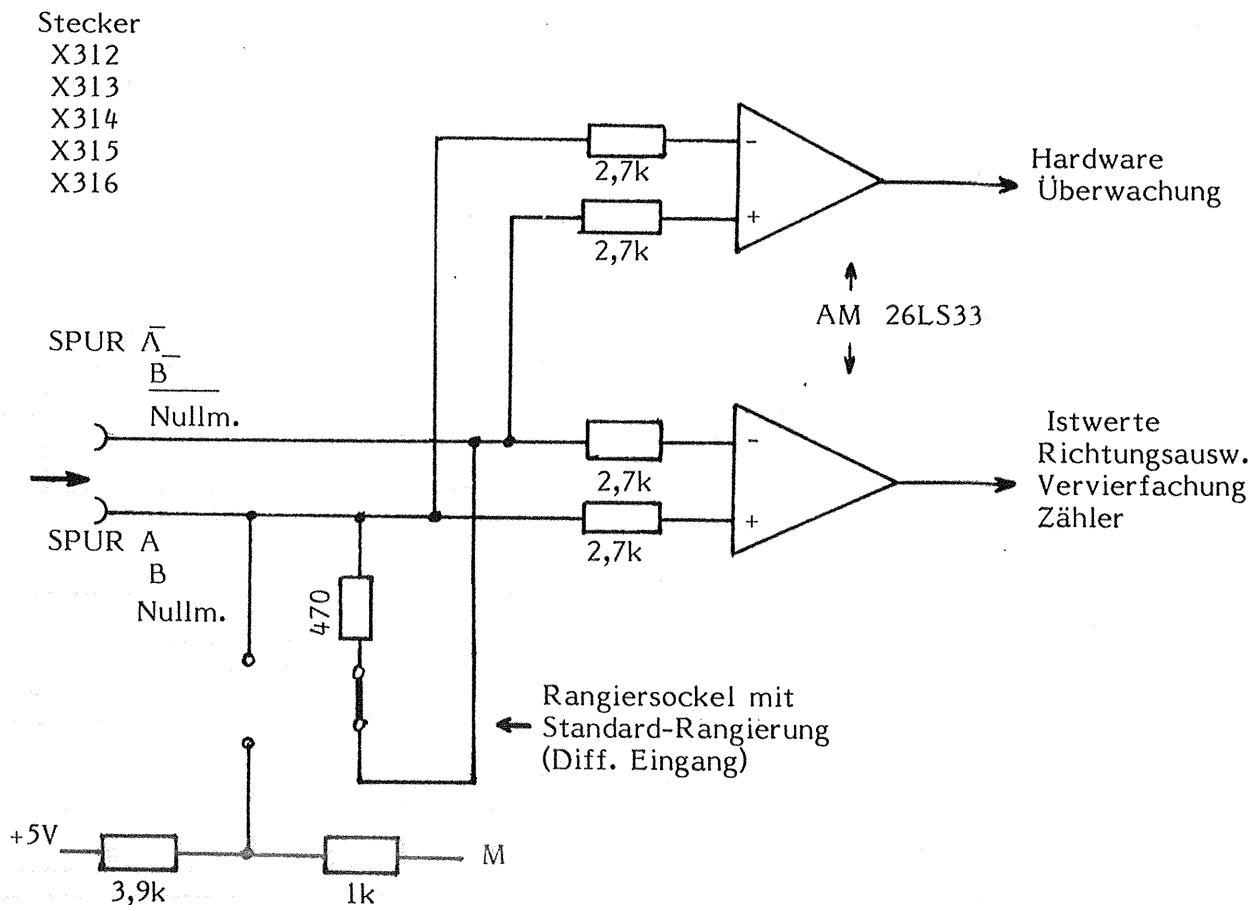 Stecker
X312
X313
X314
X315
X316
2,7k
-
Hardware
Überwachung
2,7k
+
AM 26LS33
SPUR Ā
B̅
N̅u̅l̅l̅m̅.̅
2,7k
-
Istwerte
Richtungsausw.
Vervierfachung
Zähler
SPUR A
B
Nullm.
2,7k
+
470
Rangiersockel mit
Standard-Rangierung
(Diff. Eingang)
+5V
M
3,9k
1k